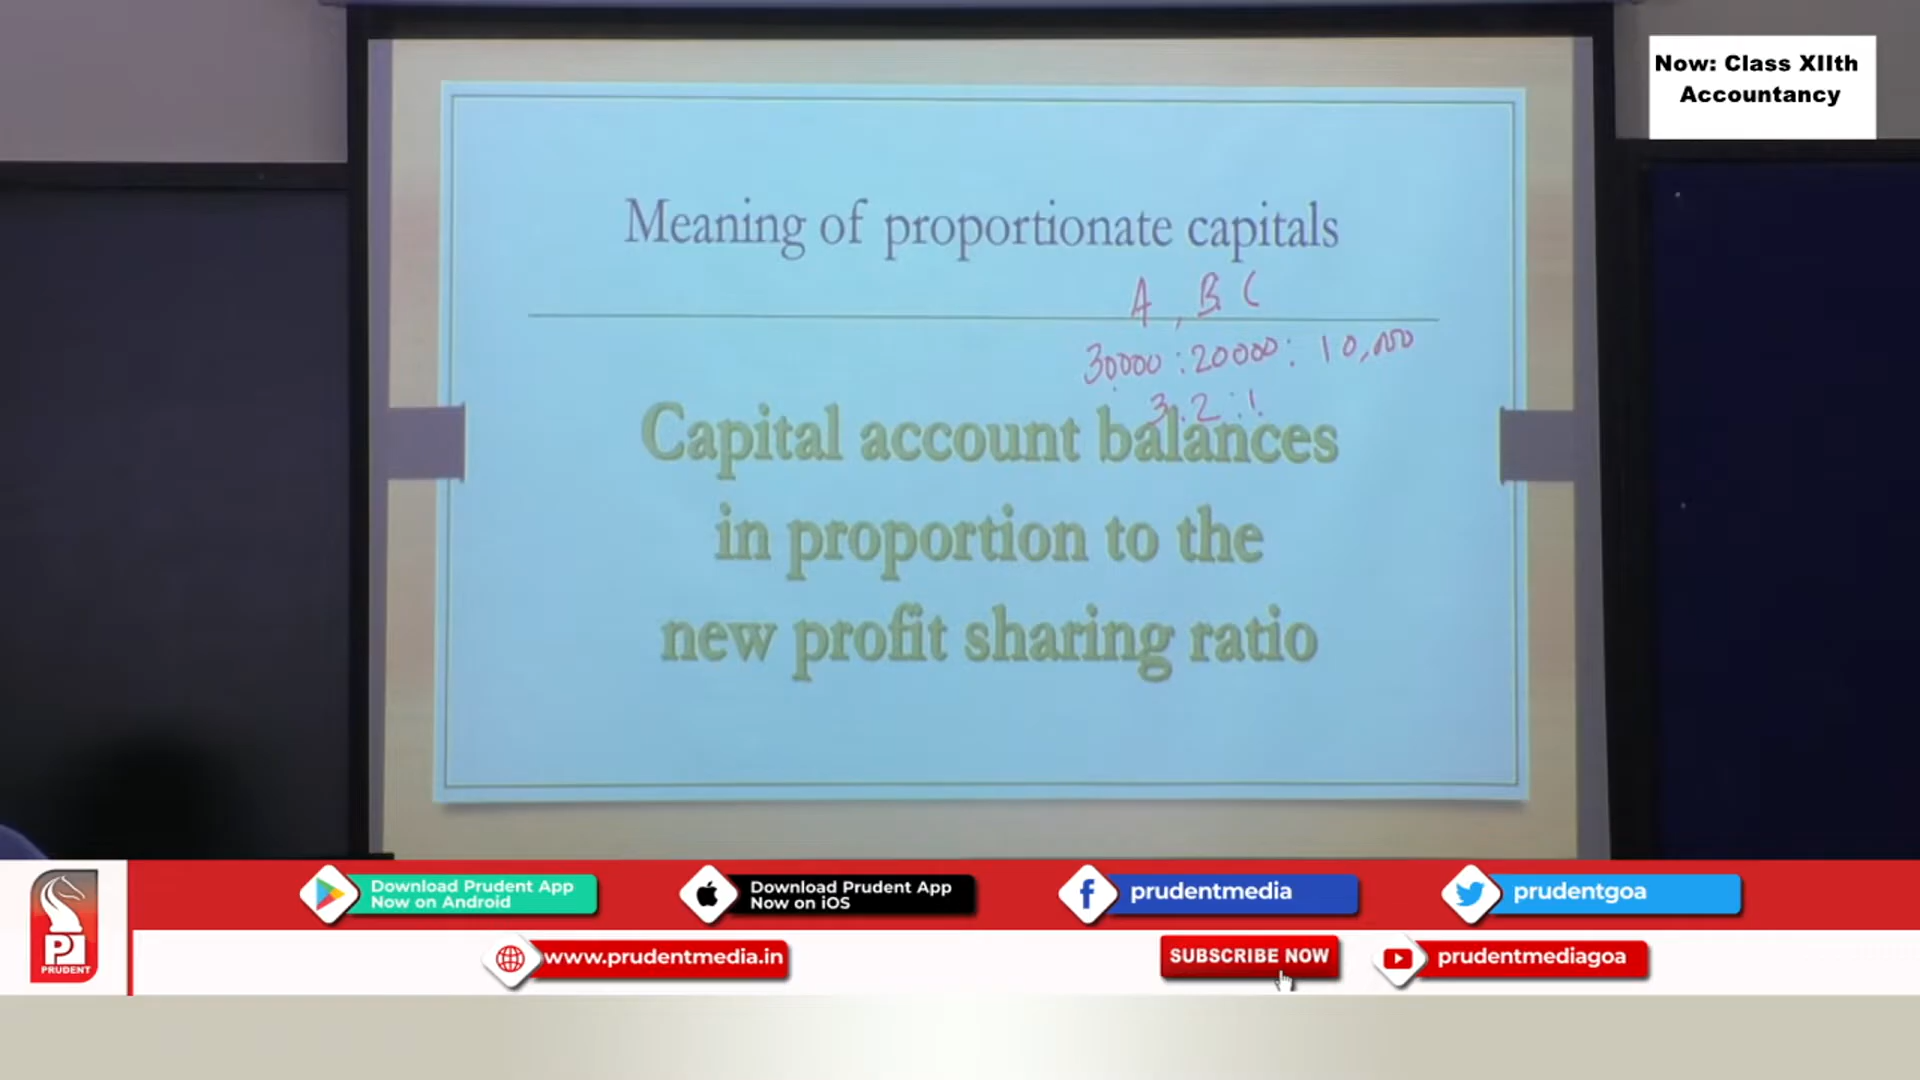 Now: Class XIIth
Accountancy
Meaning of proportionate capitals
A, B C
30000 : 20000 : 10,000
3:2:1
Capital account balances
in proportion to the
new profit sharing ratio
Download Prudent App
Now on Android
Download Prudent App
Now on iOS
prudentmedia
prudentgoa
PRUDENT
www.prudentmedia.in
SUBSCRIBE NOW
prudentmediagoa